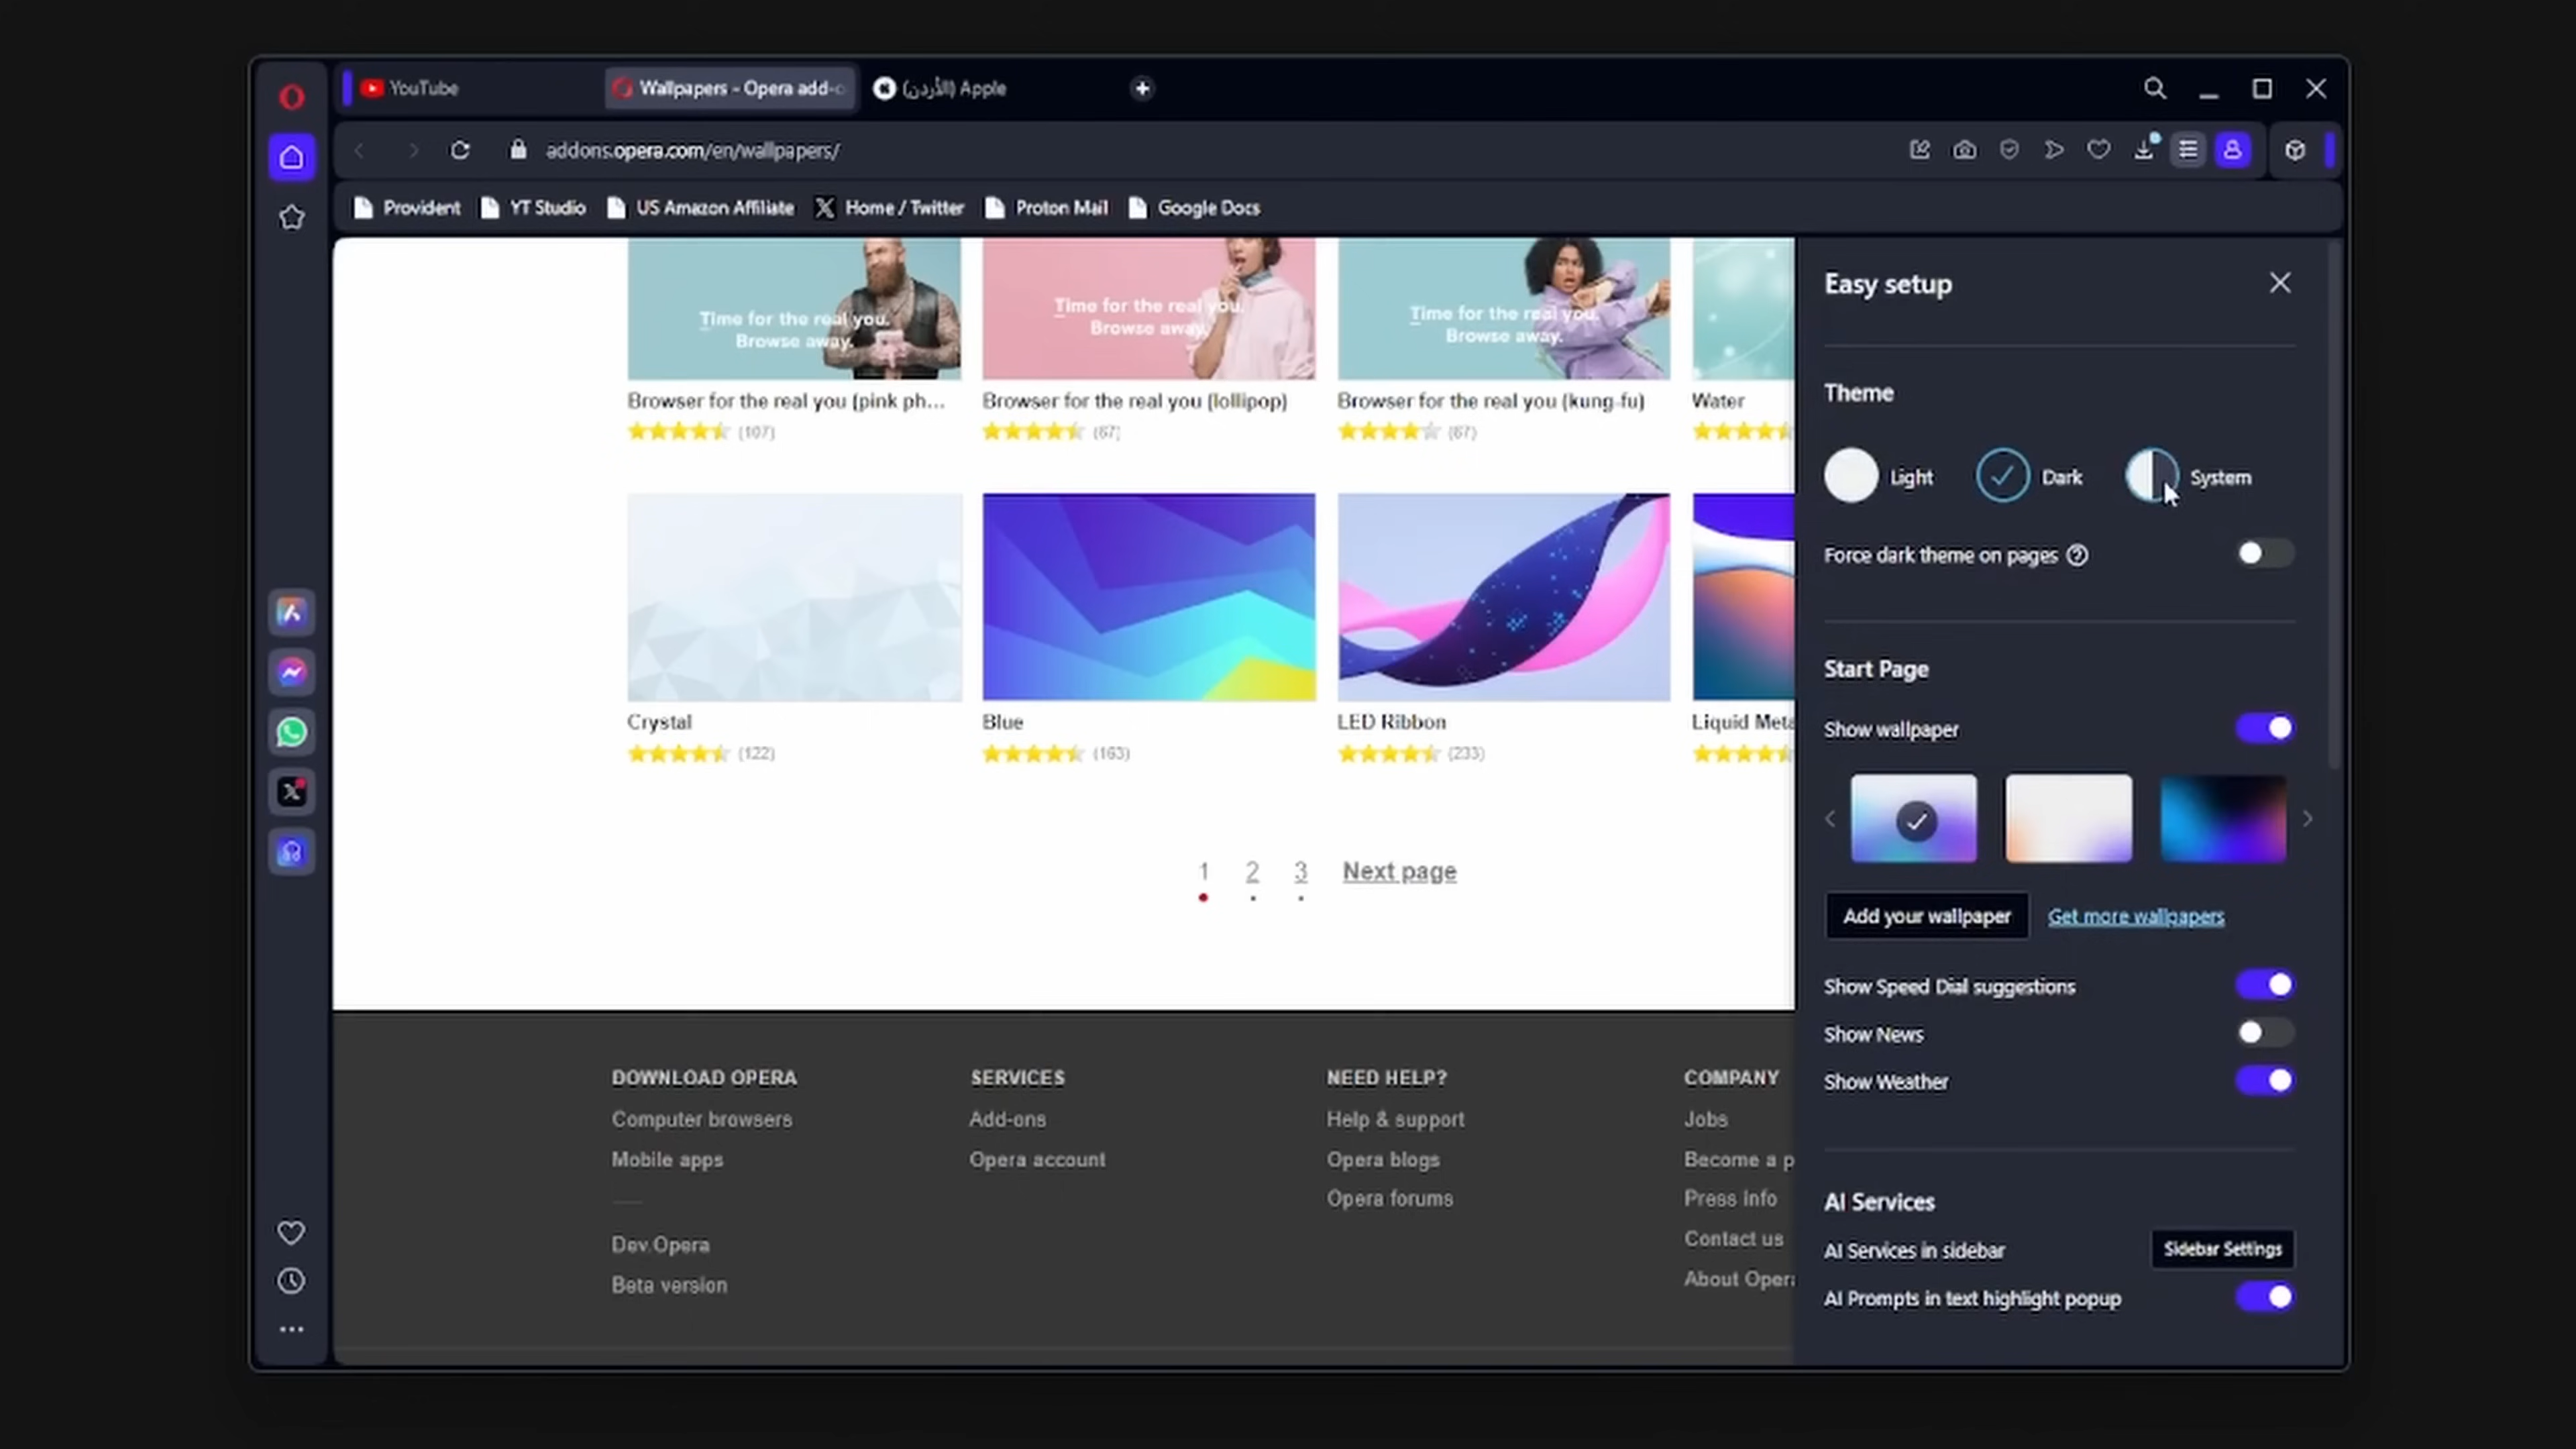 YouTube
Wallpapers - Opera add-o
(الأردن) Apple
addons.opera.com/en/wallpapers/
Provident
YT Studio
US Amazon Affiliate
Home / Twitter
Proton Mail
Google Docs
Time for the real you.
Browse away.
Time for the real you.
Browse away.
Time for the real you.
Browse away.
Browser for the real you (pink ph...
Browser for the real you (lollipop)
Browser for the real you (kung-fu)
Water
(107)
(67)
(67)
Crystal
Blue
LED Ribbon
Liquid Meta
(122)
(163)
(233)
1
2
3
Next page
DOWNLOAD OPERA
Computer browsers
Mobile apps
Dev.Opera
Beta version
SERVICES
Add-ons
Opera account
NEED HELP?
Help & support
Opera blogs
Opera forums
COMPANY
Jobs
Become a p
Press info
Contact us
About Opera
Easy setup
Theme
Light
Dark
System
Force dark theme on pages
Start Page
Show wallpaper
Add your wallpaper
Get more wallpapers
Show Speed Dial suggestions
Show News
Show Weather
AI Services
AI Services in sidebar
Sidebar Settings
AI Prompts in text highlight popup